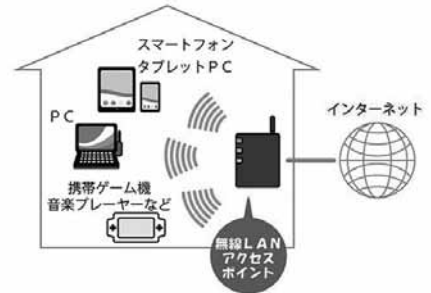 スマートフォン
タブレットPC
PC
携帯ゲーム機
音楽プレーヤーなど
インターネット
無線LAN
アクセス
ポイント